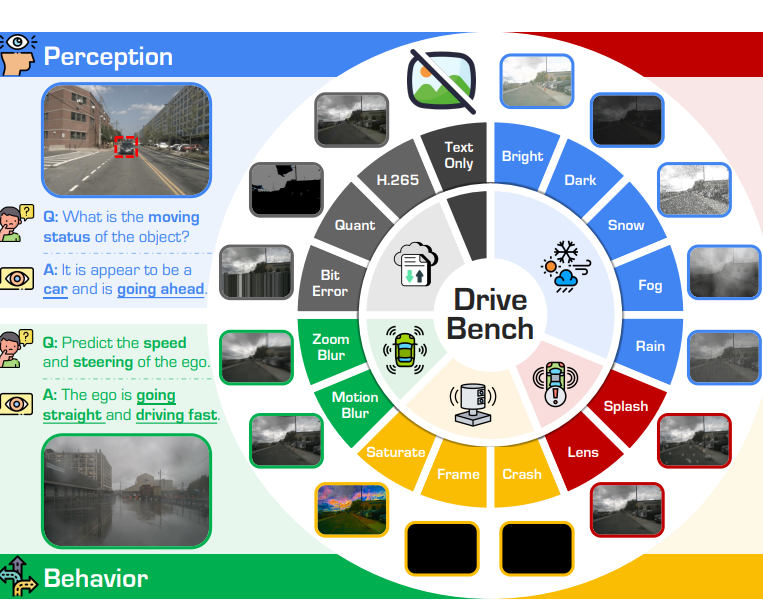 Perception
Q: What is the moving
status of the object?
A: It is appear to be a
car and is going ahead.
Q: Predict the speed
and steering of the ego.
A: The ego is going
straight and driving fast.
Behavior
Drive
Bench
Text
Only
Bright
Dark
Snow
Fog
Rain
Splash
Lens
Crash
Frame
Saturate
Motion
Blur
Zoom
Blur
Bit
Error
Quant
H.265